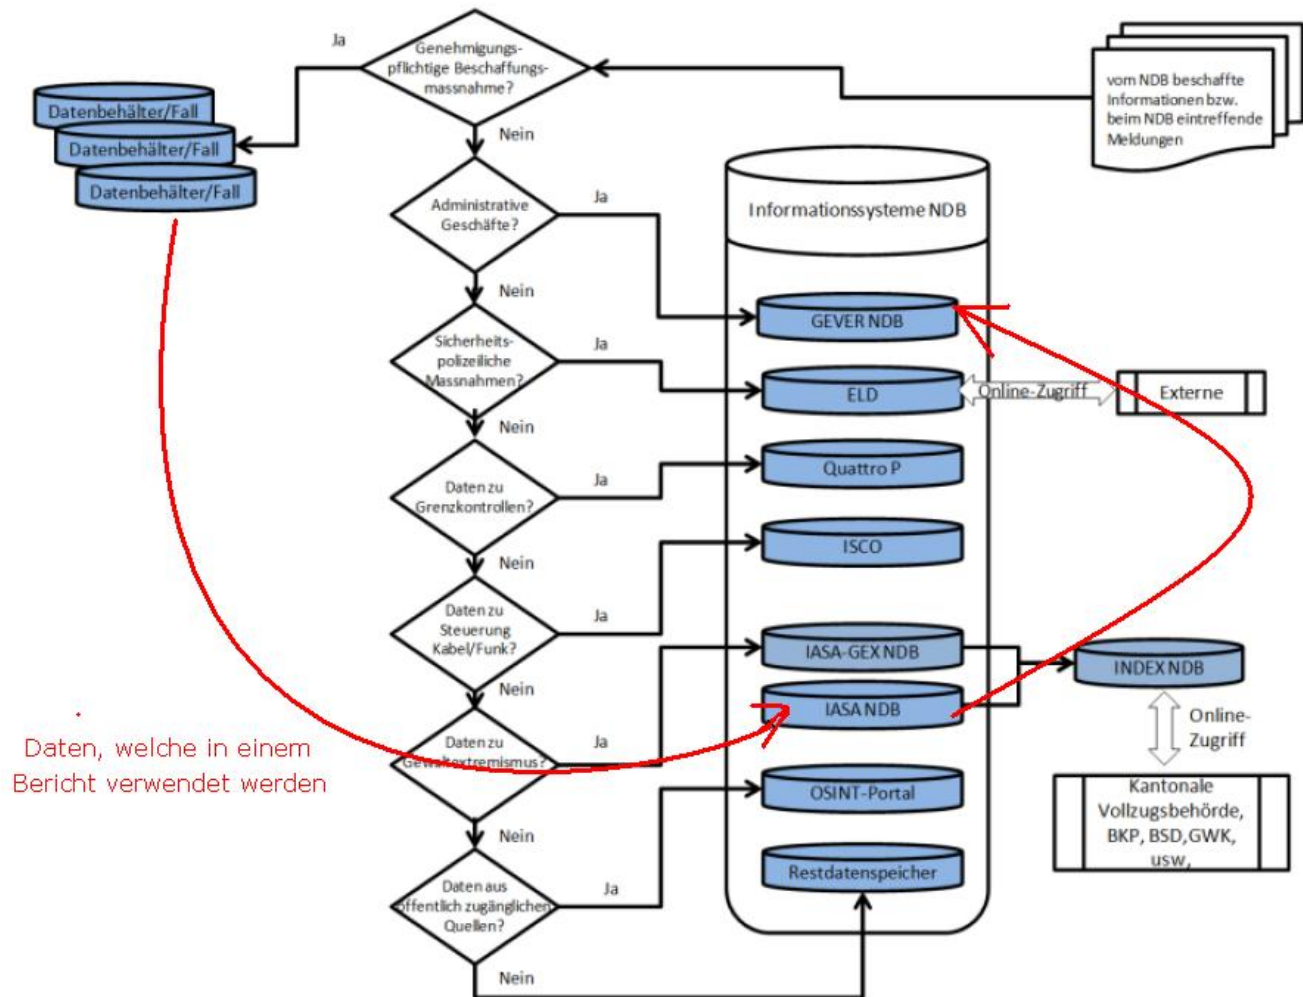 Ja
Genehmigungs-
pflichtige Beschaffungs-
massnahme?
vom NDB beschaffte
Informationen bzw.
beim NDB eintreffende
Meldungen
Datenbehälter/Fall
Datenbehälter/Fall
Datenbehälter/Fall
Nein
Administrative
Geschäfte?
Ja
Informationssysteme NDB
Nein
GEVER NDB
Sicherheits-
polizeiliche
Massnahmen?
Ja
ELD
Online-Zugriff
Externe
Nein
Daten zu
Grenzkontrollen?
Ja
Quattro P
Nein
ISCO
Daten zu
Steuerung
Kabel/Funk?
Ja
IASA-GEX NDB
INDEX NDB
Nein
IASA NDB
Online-
Zugriff
Daten, welche in einem
Bericht verwendet werden
Daten zu
Gewaltextremismus?
Ja
OSINT-Portal
Kantonale
Vollzugsbehörde,
BKP, BSD,GWK,
usw,
Nein
Daten aus
öffentlich zugänglichen
Quellen?
Ja
Restdatenspeicher
Nein